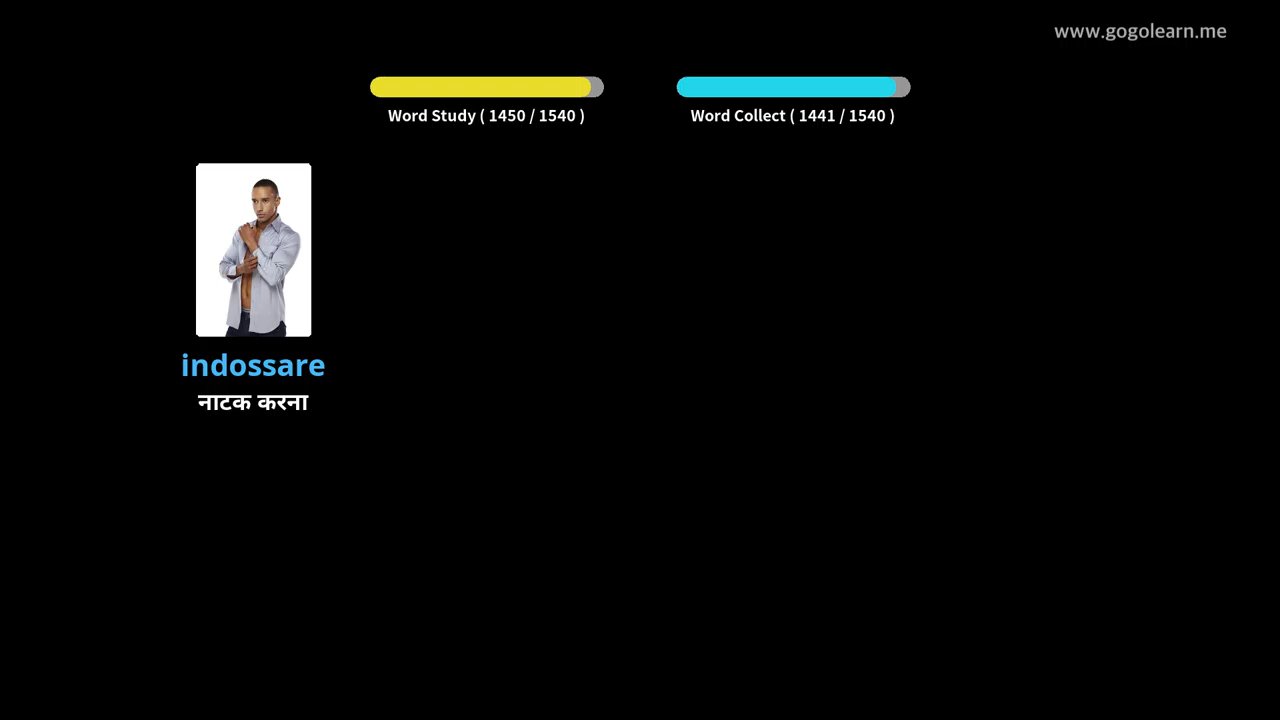 www.gogolearn.me
Word Study ( 1450 / 1540 )
Word Collect ( 1441 / 1540 )
indossare
नाटक करना